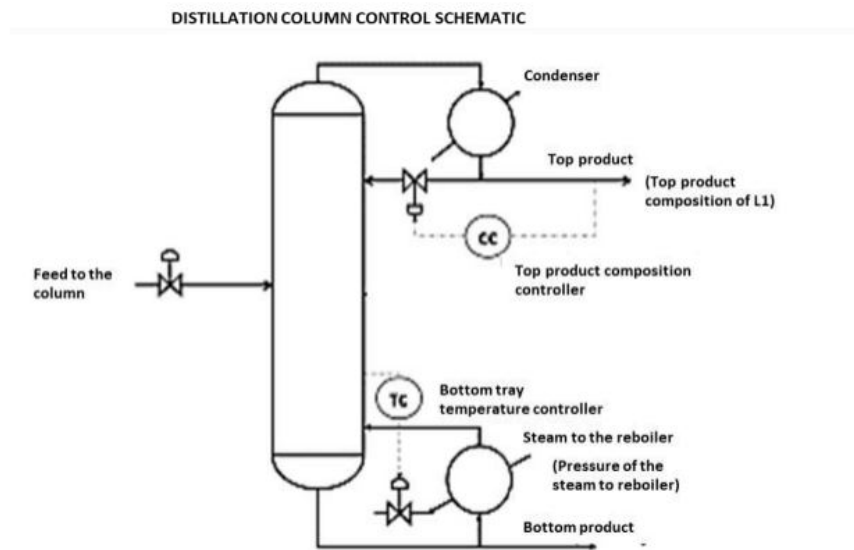 DISTILLATION COLUMN CONTROL SCHEMATIC
Condenser
Top product
(Top product
composition of L1)
CC
Top product composition
controller
Feed to the
column
TC
Bottom tray
temperature controller
Steam to the reboiler
(Pressure of the
steam to reboiler)
Bottom product